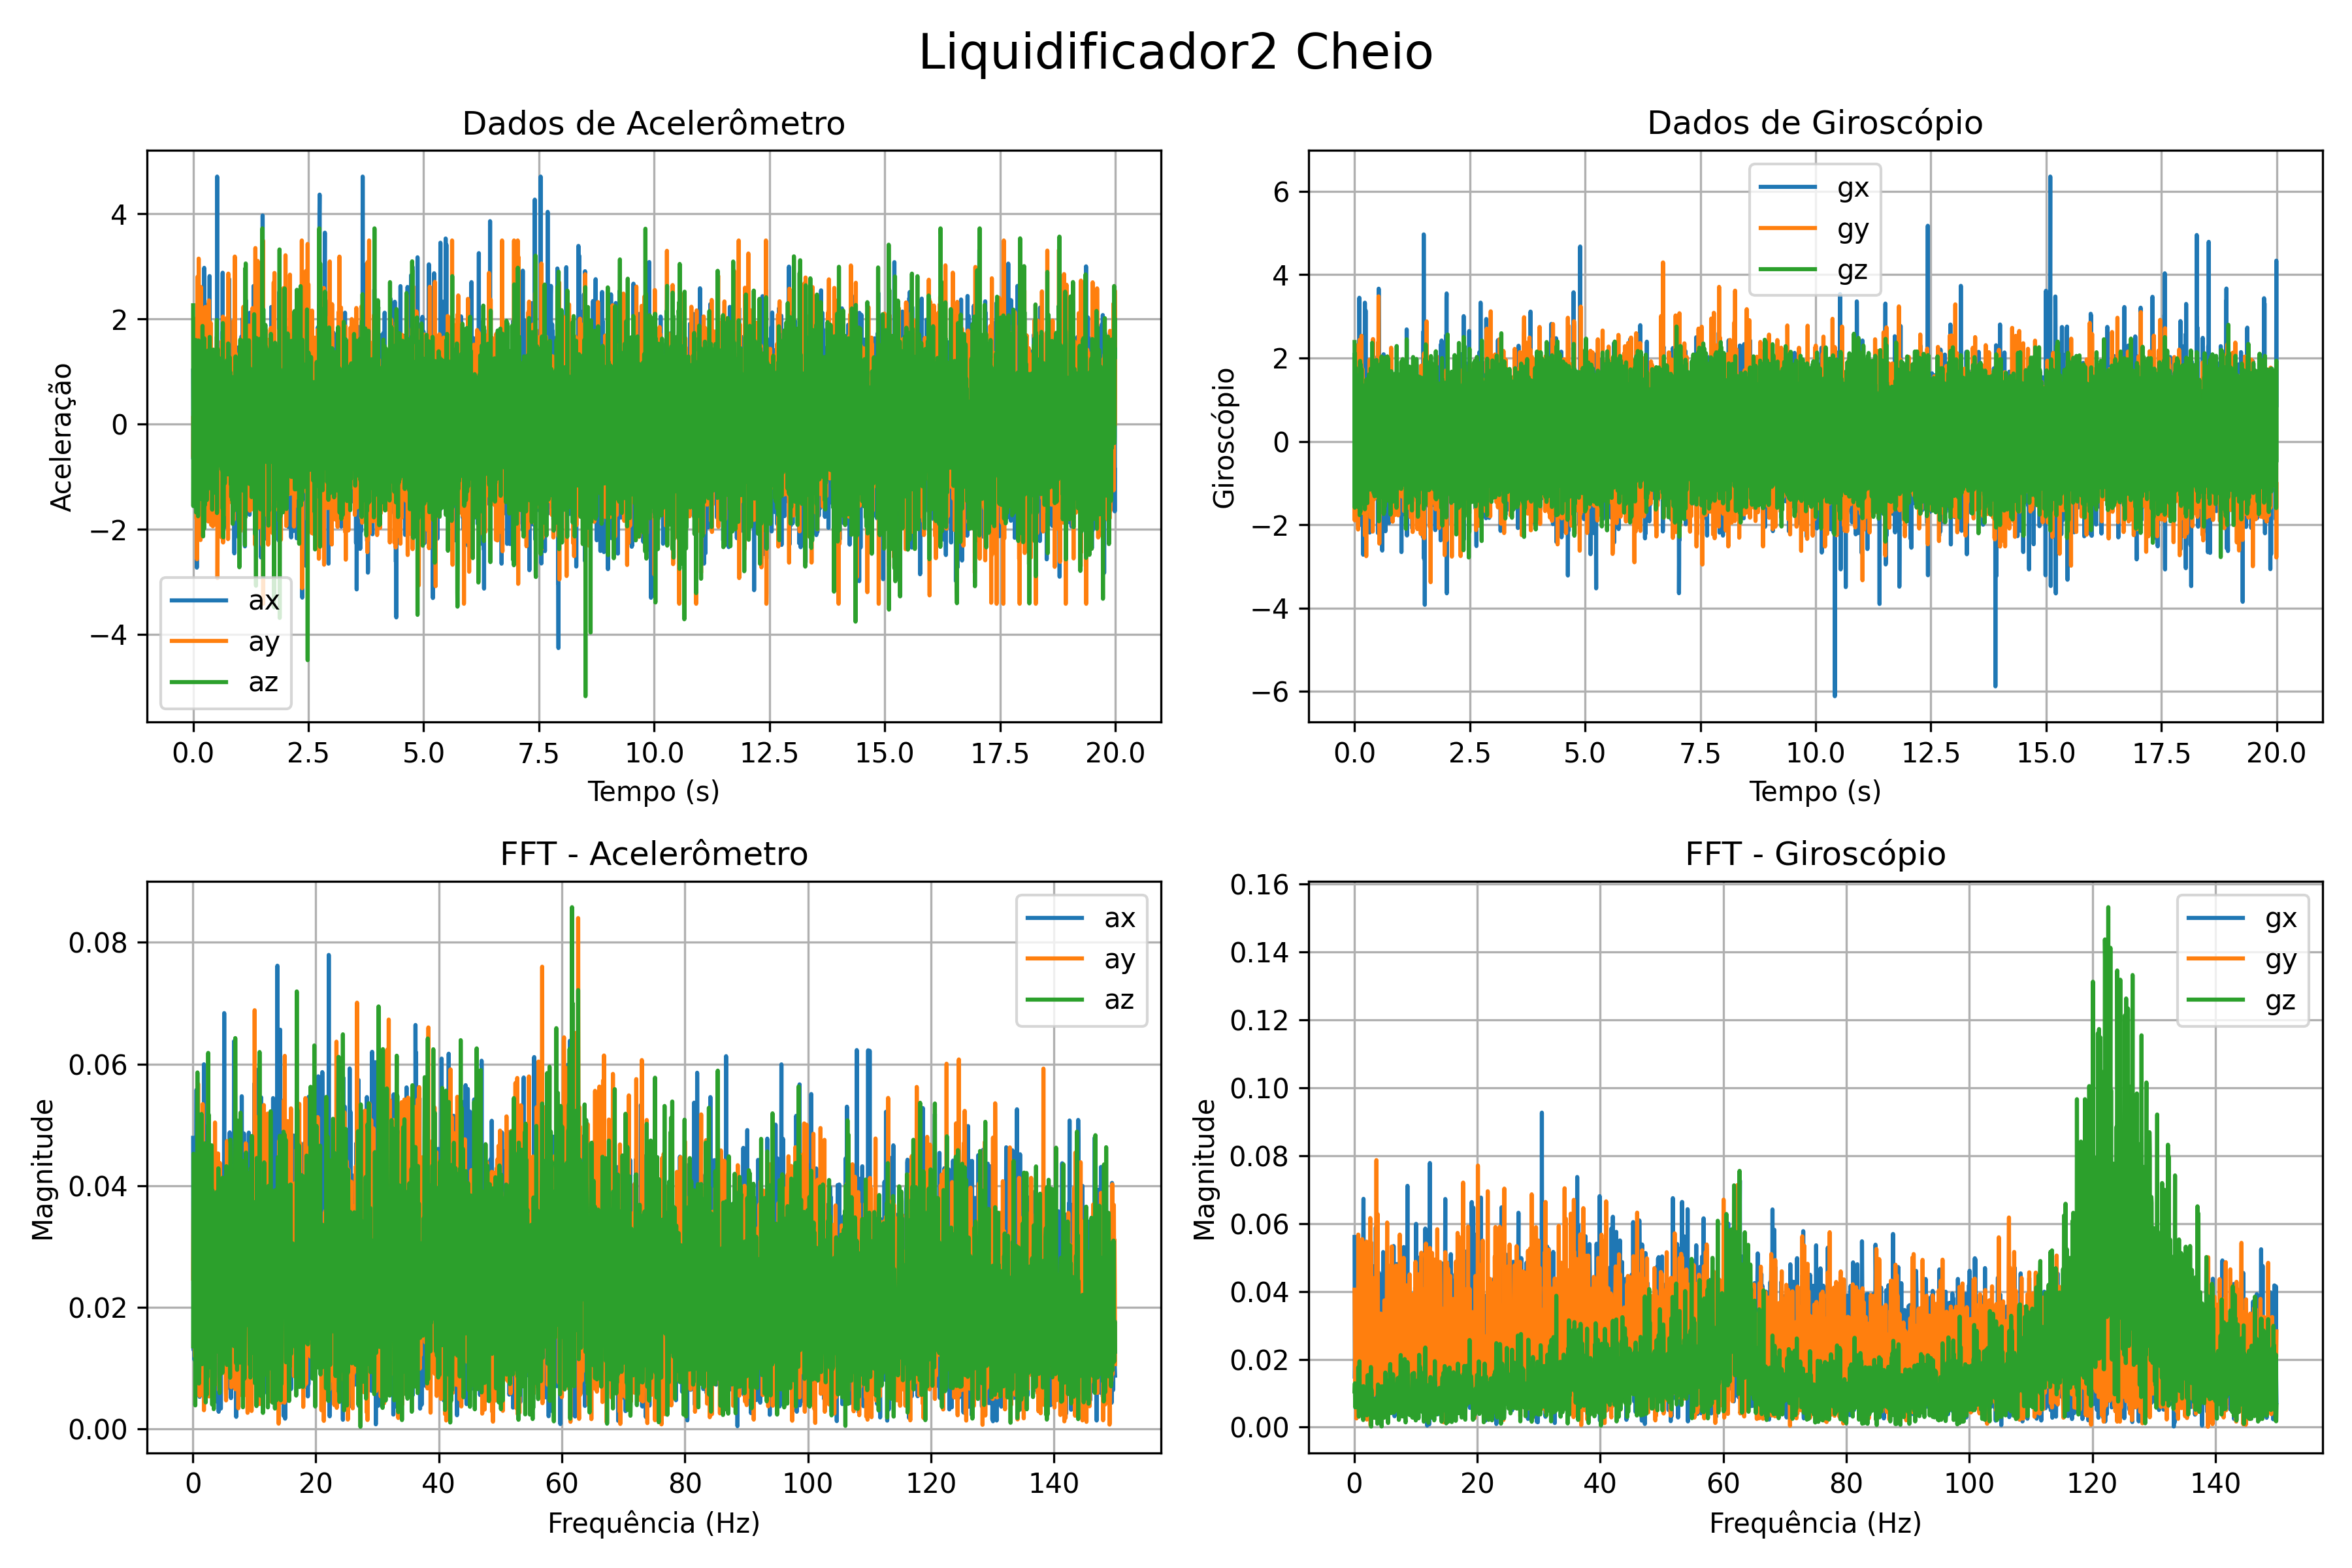 Liquidificador2 Cheio
Dados de Acelerômetro
4
2
0
−2
−4
Aceleração
ax
ay
az
0.0 2.5 5.0 7.5 10.0 12.5 15.0 17.5 20.0
Tempo (s)
Dados de Giroscópio
6
4
2
0
−2
−4
−6
Giroscópio
gx
gy
gz
0.0 2.5 5.0 7.5 10.0 12.5 15.0 17.5 20.0
Tempo (s)
FFT - Acelerômetro
0.08
0.06
0.04
0.02
0.00
Magnitude
ax
ay
az
0 20 40 60 80 100 120 140
Frequência (Hz)
FFT - Giroscópio
0.16
0.14
0.12
0.10
0.08
0.06
0.04
0.02
0.00
Magnitude
gx
gy
gz
0 20 40 60 80 100 120 140
Frequência (Hz)